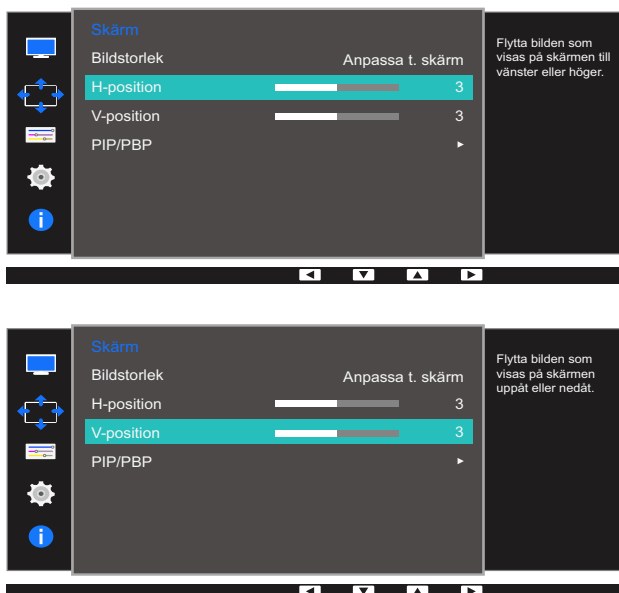 Skärm
Bildstorlek Anpassa t. skärm
H-position 3
V-position 3
PIP/PBP
Flytta bilden som
visas på skärmen till
vänster eller höger.
Skärm
Bildstorlek Anpassa t. skärm
H-position 3
V-position 3
PIP/PBP
Flytta bilden som
visas på skärmen
uppåt eller nedåt.